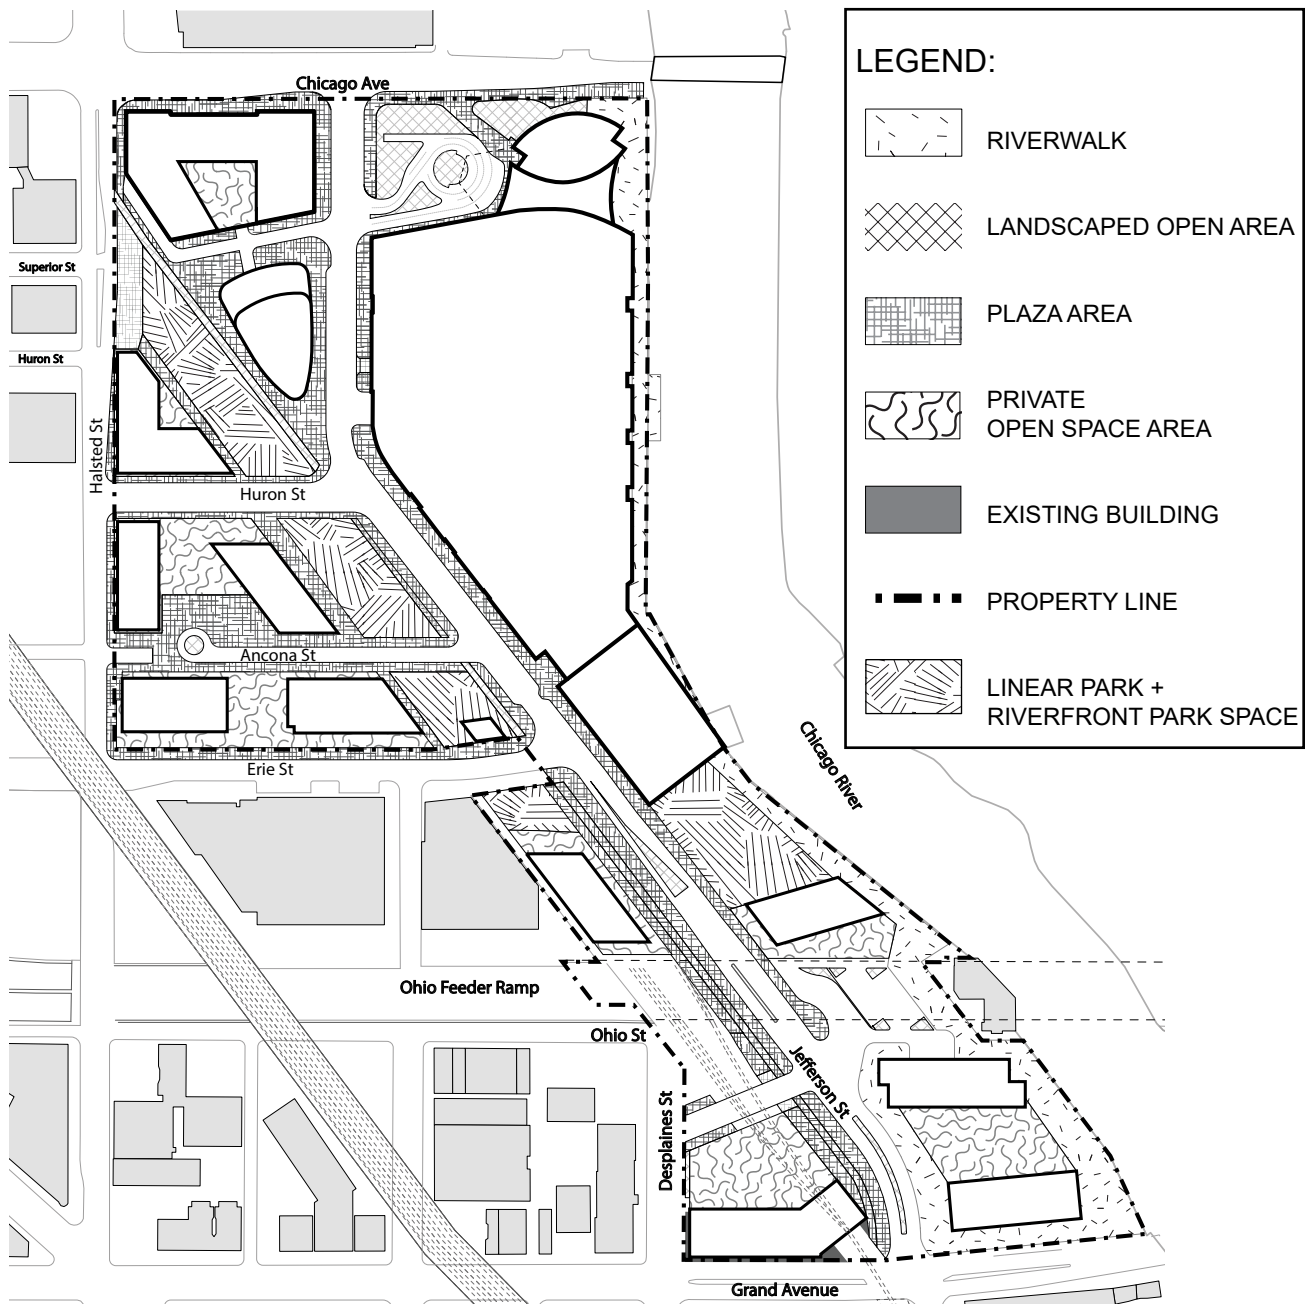 LEGEND:
RIVERWALK
LANDSCAPED OPEN AREA
PLAZA AREA
PRIVATE
OPEN SPACE AREA
EXISTING BUILDING
PROPERTY LINE
LINEAR PARK +
RIVERFRONT PARK SPACE
Chicago Ave
Superior St
Huron St
Halsted St
Huron St
Ancona St
Erie St
Chicago River
Ohio Feeder Ramp
Ohio St
Jefferson St
Desplaines St
Grand Avenue